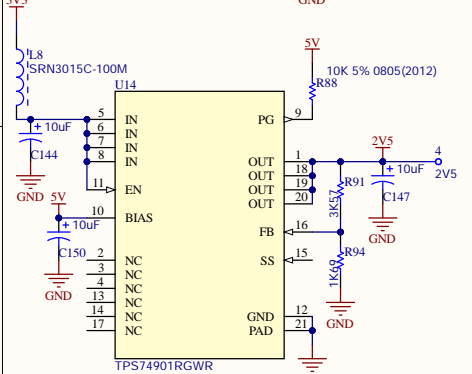 3V3
GND
L8
SRN3015C-100M
5V
10K 5% 0805(2012)
R88
U14
+ 10uF
C144
GND
5 IN
6 IN
7 IN
8 IN
11 EN
PG 9
OUT 1
OUT 18
OUT 19
OUT 20
2V5
4
2V5
+ 10uF
C147
GND
R91
3K57
5V
10 BIAS
+ 10uF
C150
GND
FB 16
SS 15
R94
1K69
GND
2 NC
3 NC
4 NC
13 NC
14 NC
17 NC
GND 12
PAD 21
TPS74901RGWR